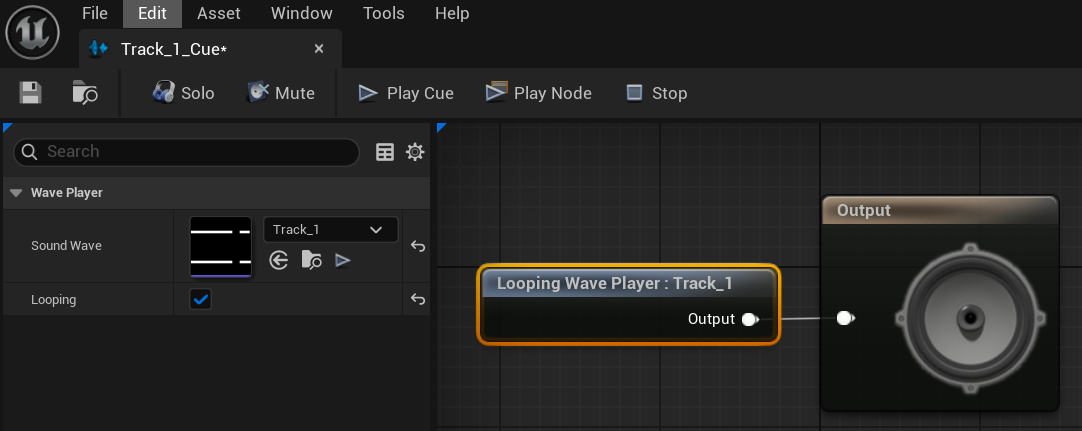 File Edit Asset Window Tools Help
Track_1_Cue*
Solo Mute Play Cue Play Node Stop
Search
Wave Player
Sound Wave
Track_1
Looping
Output
Looping Wave Player : Track_1
Output